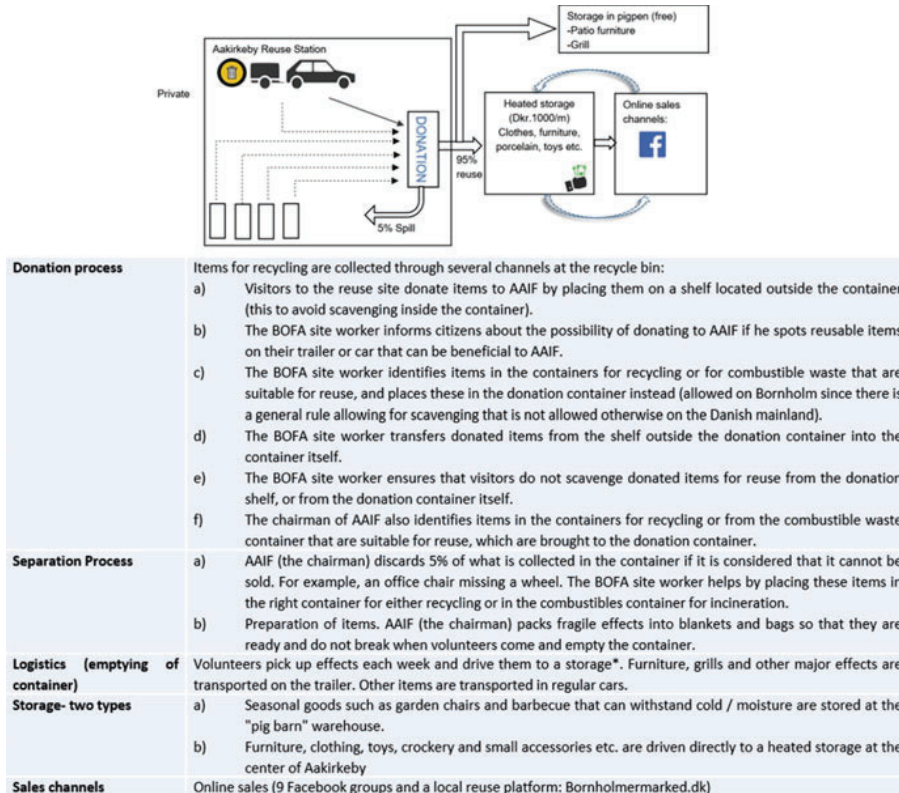 Storage in pigpen (free)
-Patio furniture
-Grill
Aakirkeby Reuse Station
Private
DONATION
95%
reuse
5% Spill
Heated storage
(Dkr.1000/m)
Clothes, furniture,
porcelain, toys etc.
Online sales
channels:
f
Donation process
Items for recycling are collected through several channels at the recycle bin:
a) Visitors to the reuse site donate items to AAIF by placing them on a shelf located outside the container
(this to avoid scavenging inside the container).
b) The BOFA site worker informs citizens about the possibility of donating to AAIF if he spots reusable items
on their trailer or car that can be beneficial to AAIF.
c) The BOFA site worker identifies items in the containers for recycling or for combustible waste that are
suitable for reuse, and places these in the donation container instead (allowed on Bornholm since there is
a general rule allowing for scavenging that is not allowed otherwise on the Danish mainland).
d) The BOFA site worker transfers donated items from the shelf outside the donation container into the
container itself.
e) The BOFA site worker ensures that visitors do not scavenge donated items for reuse from the donation
shelf, or from the donation container itself.
f) The chairman of AAIF also identifies items in the containers for recycling or from the combustible waste
container that are suitable for reuse, which are brought to the donation container.
Separation Process
a) AAIF (the chairman) discards 5% of what is collected in the container if it is considered that it cannot be
sold. For example, an office chair missing a wheel. The BOFA site worker helps by placing these items in
the right container for either recycling or in the combustibles container for incineration.
b) Preparation of items. AAIF (the chairman) packs fragile effects into blankets and bags so that they are
ready and do not break when volunteers come and empty the container.
Logistics (emptying of
container)
Volunteers pick up effects each week and drive them to a storage*. Furniture, grills and other major effects are
transported on the trailer. Other items are transported in regular cars.
Storage- two types
a) Seasonal goods such as garden chairs and barbecue that can withstand cold / moisture are stored at the
"pig barn" warehouse.
b) Furniture, clothing, toys, crockery and small accessories etc. are driven directly to a heated storage at the
center of Aakirkeby
Sales channels
Online sales (9 Facebook groups and a local reuse platform: Bornholmermarked.dk)